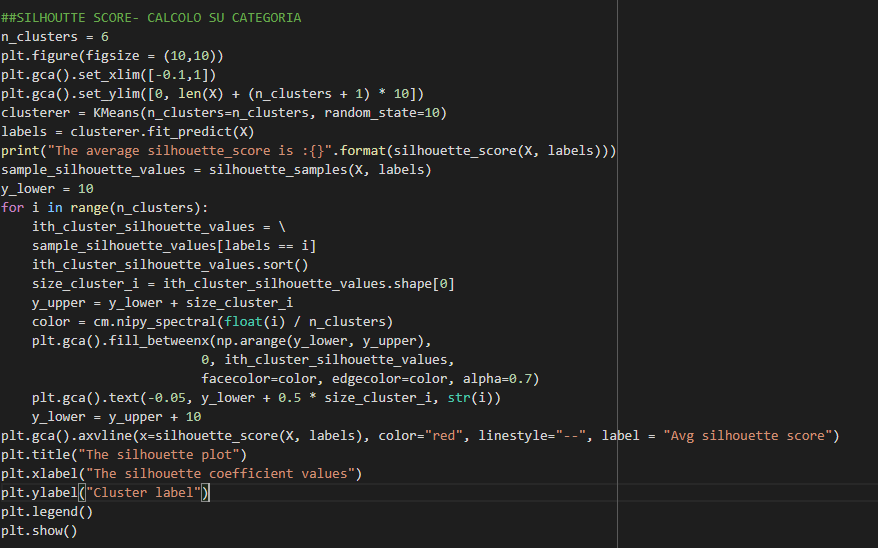 ##SILHOUTTE SCORE- CALCOLO SU CATEGORIA
n_clusters = 6
plt.figure(figsize = (10,10))
plt.gca().set_xlim([-0.1,1])
plt.gca().set_ylim([0, len(X) + (n_clusters + 1) * 10])
clusterer = KMeans(n_clusters=n_clusters, random_state=10)
labels = clusterer.fit_predict(X)
print("The average silhouette_score is :{}".format(silhouette_score(X, labels)))
sample_silhouette_values = silhouette_samples(X, labels)
y_lower = 10
for i in range(n_clusters):
    ith_cluster_silhouette_values = \
    sample_silhouette_values[labels == i]
    ith_cluster_silhouette_values.sort()
    size_cluster_i = ith_cluster_silhouette_values.shape[0]
    y_upper = y_lower + size_cluster_i
    color = cm.nipy_spectral(float(i) / n_clusters)
    plt.gca().fill_betweenx(np.arange(y_lower, y_upper),
                          0, ith_cluster_silhouette_values,
                          facecolor=color, edgecolor=color, alpha=0.7)
    plt.gca().text(-0.05, y_lower + 0.5 * size_cluster_i, str(i))
    y_lower = y_upper + 10
plt.gca().axvline(x=silhouette_score(X, labels), color="red", linestyle="--", label = "Avg silhouette score")
plt.title("The silhouette plot")
plt.xlabel("The silhouette coefficient values")
plt.ylabel("Cluster label")
plt.legend()
plt.show()